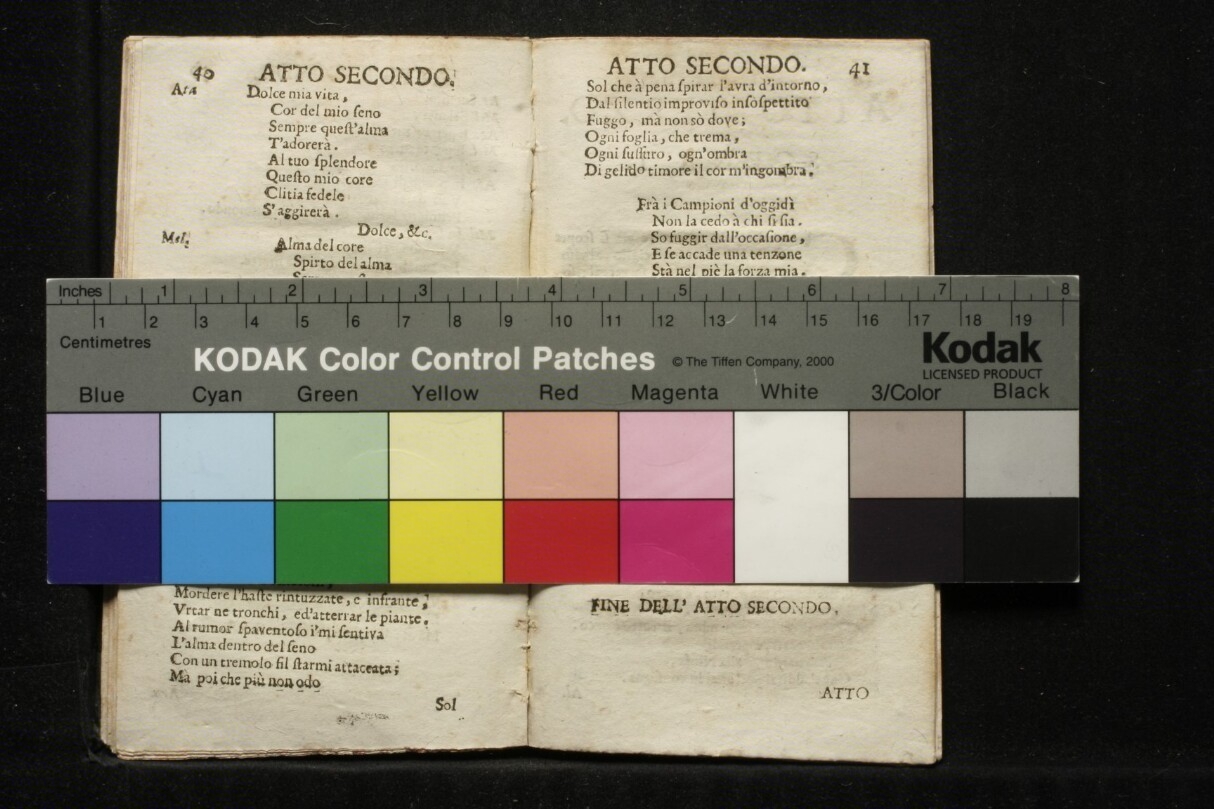 40 ATTO SECONDO.
Ata Dolce mia vita,
Cor del mio ſeno
Sempre queſt'alma
T'adorerà.
Al tuo ſplendore
Queſto mio core
Clitia fedele
S'aggirerà.
Dolce, &c.
Mel. Alma del core
Spirto del alma
Mordere l'haſte rintuzzate, e infrante,
Vrtar ne tronchi, ed'atterrar le piante.
Al rumor ſpaventoſo i'mi ſentiva
L'alma dentro del ſeno
Con un tremolo fil ſtarmi attaccata;
Mà poi che più non odo
Sol
ATTO SECONDO. 41
Sol che à pena ſpirar l'avra d'intorno,
Dal ſilentio improviſo inſoſpettito
Fuggo, mà non sò dove;
Ogni foglia, che trema,
Ogni ſuſſuro, ogn'ombra
Di gelido timore il cor m'ingombra.
Frà i Campioni d'oggidì
Non la cedo à chi ſi ſia.
So fuggir dall'occaſione,
E ſe accade una tenzone
Stà nel piè la forza mia.
FINE DELL' ATTO SECONDO.
ATTO
Inches 1 2 3 4 5 6 7 8
1 2 3 4 5 6 7 8 9 10 11 12 13 14 15 16 17 18 19
Centimetres
KODAK Color Control Patches © The Tiffen Company, 2000 Kodak
LICENSED PRODUCT
Blue Cyan Green Yellow Red Magenta White 3/Color Black